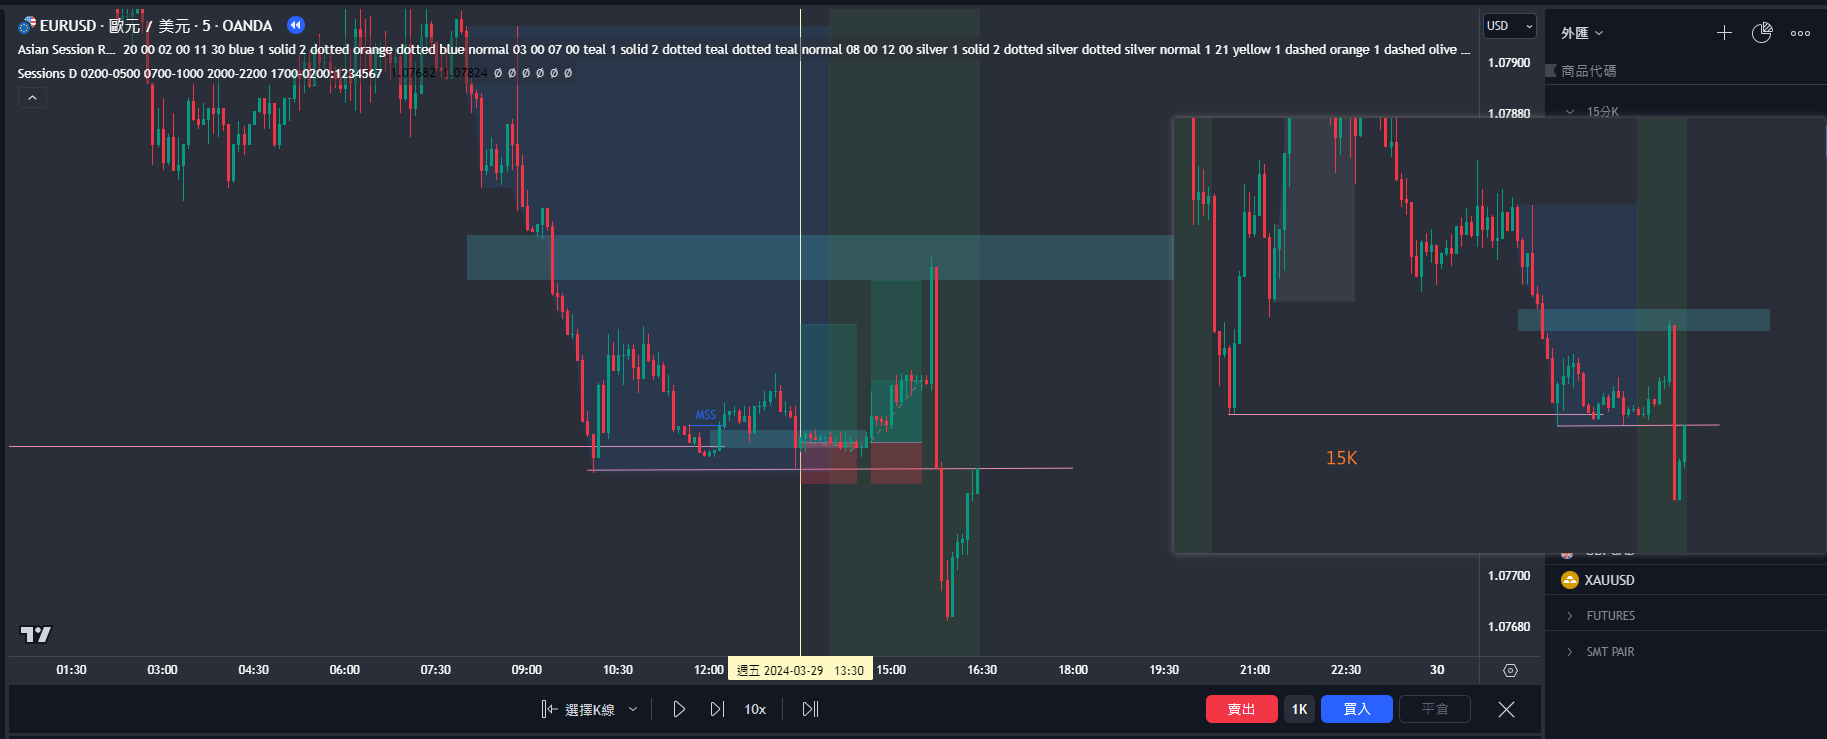 EURUSD · 歐元 / 美元 · 5 · OANDA
Asian Session R... 20 00 02 00 11 30 blue 1 solid 2 dotted orange dotted blue normal 03 00 07 00 teal 1 solid 2 dotted teal dotted teal normal 08 00 12 00 silver 1 solid 2 dotted silver dotted silver normal 1 21 yellow 1 dashed orange 1 dashed olive ...
Sessions D 0200-0500 0700-1000 2000-2200 1700-0200:1234567 1.07682 1.07824 Ø Ø Ø Ø Ø Ø
USD
1.07900
1.07880
1.07700
1.07680
外匯
商品代碼
15分K
MSS
15K
XAUUSD
FUTURES
SMT PAIR
01:30 03:00 04:30 06:00 07:30 09:00 10:30 12:00 週五 2024-03-29 13:30 15:00 16:30 18:00 19:30 21:00 22:30 30
選擇K線 10x 賣出 1K 買入 平倉